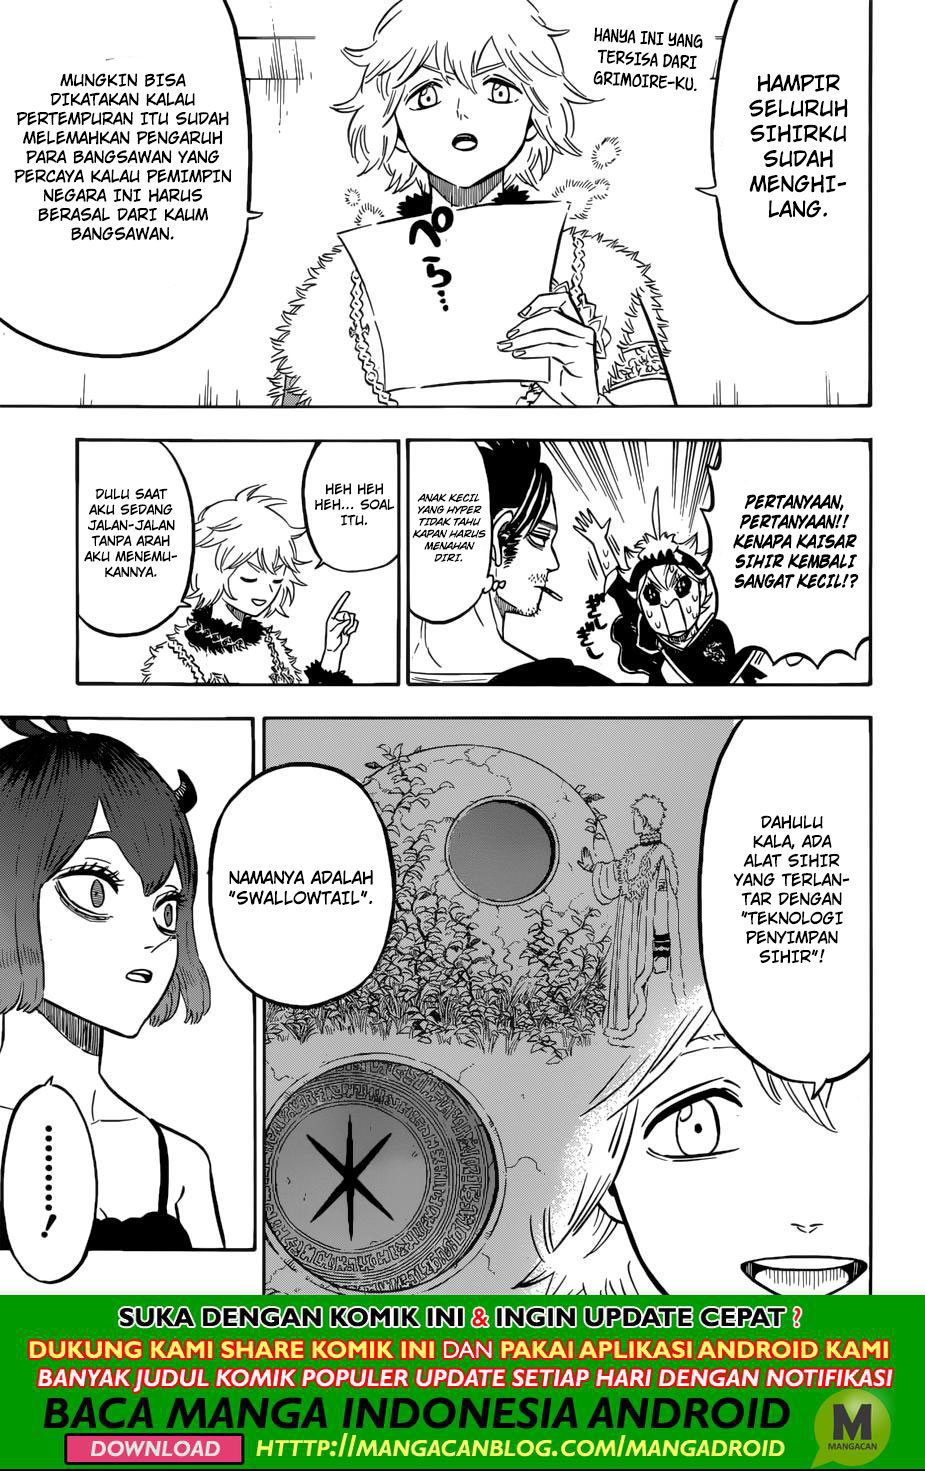 HANYA INI YANG
TERSISA DARI
GRIMOIRE-KU.
HAMPIR
SELURUH
SIHIRKU
SUDAH
MENGHI-
LANG.
ぺら…
MUNGKIN BISA
DIKATAKAN KALAU
PERTEMPURAN ITU SUDAH
MELEMAHKAN PENGARUH
PARA BANGSAWAN YANG
PERCAYA KALAU PEMIMPIN
NEGARA INI HARUS
BERASAL DARI KAUM
BANGSAWAN.
PERTANYAAN,
PERTANYAAN!!
KENAPA KAISAR
SIHIR KEMBALI
SANGAT KECIL!?
ANAK KECIL
YANG HYPER
TIDAK TAHU
KAPAN HARUS
MENAHAN
DIRI.
HEH HEH
HEH... SOAL
ITU.
DULU SAAT
AKU SEDANG
JALAN-JALAN
TANPA ARAH
AKU MENEMU-
KANNYA.
DAHULU
KALA, ADA
ALAT SIHIR
YANG TERLAN-
TAR DENGAN
"TEKNOLOGI
PENYIMPAN
SIHIR"!
NAMANYA ADALAH
"SWALLOWTAIL".
........!
SUKA DENGAN KOMIK INI & INGIN UPDATE CEPAT ?
DUKUNG KAMI SHARE KOMIK INI DAN PAKAI APLIKASI ANDROID KAMI
BANYAK JUDUL KOMIK POPULER UPDATE SETIAP HARI DENGAN NOTIFIKASI
BACA MANGA INDONESIA ANDROID
DOWNLOAD HTTTP://MANGACANBLOG.COM/MANGADROID
M
MANGACAN